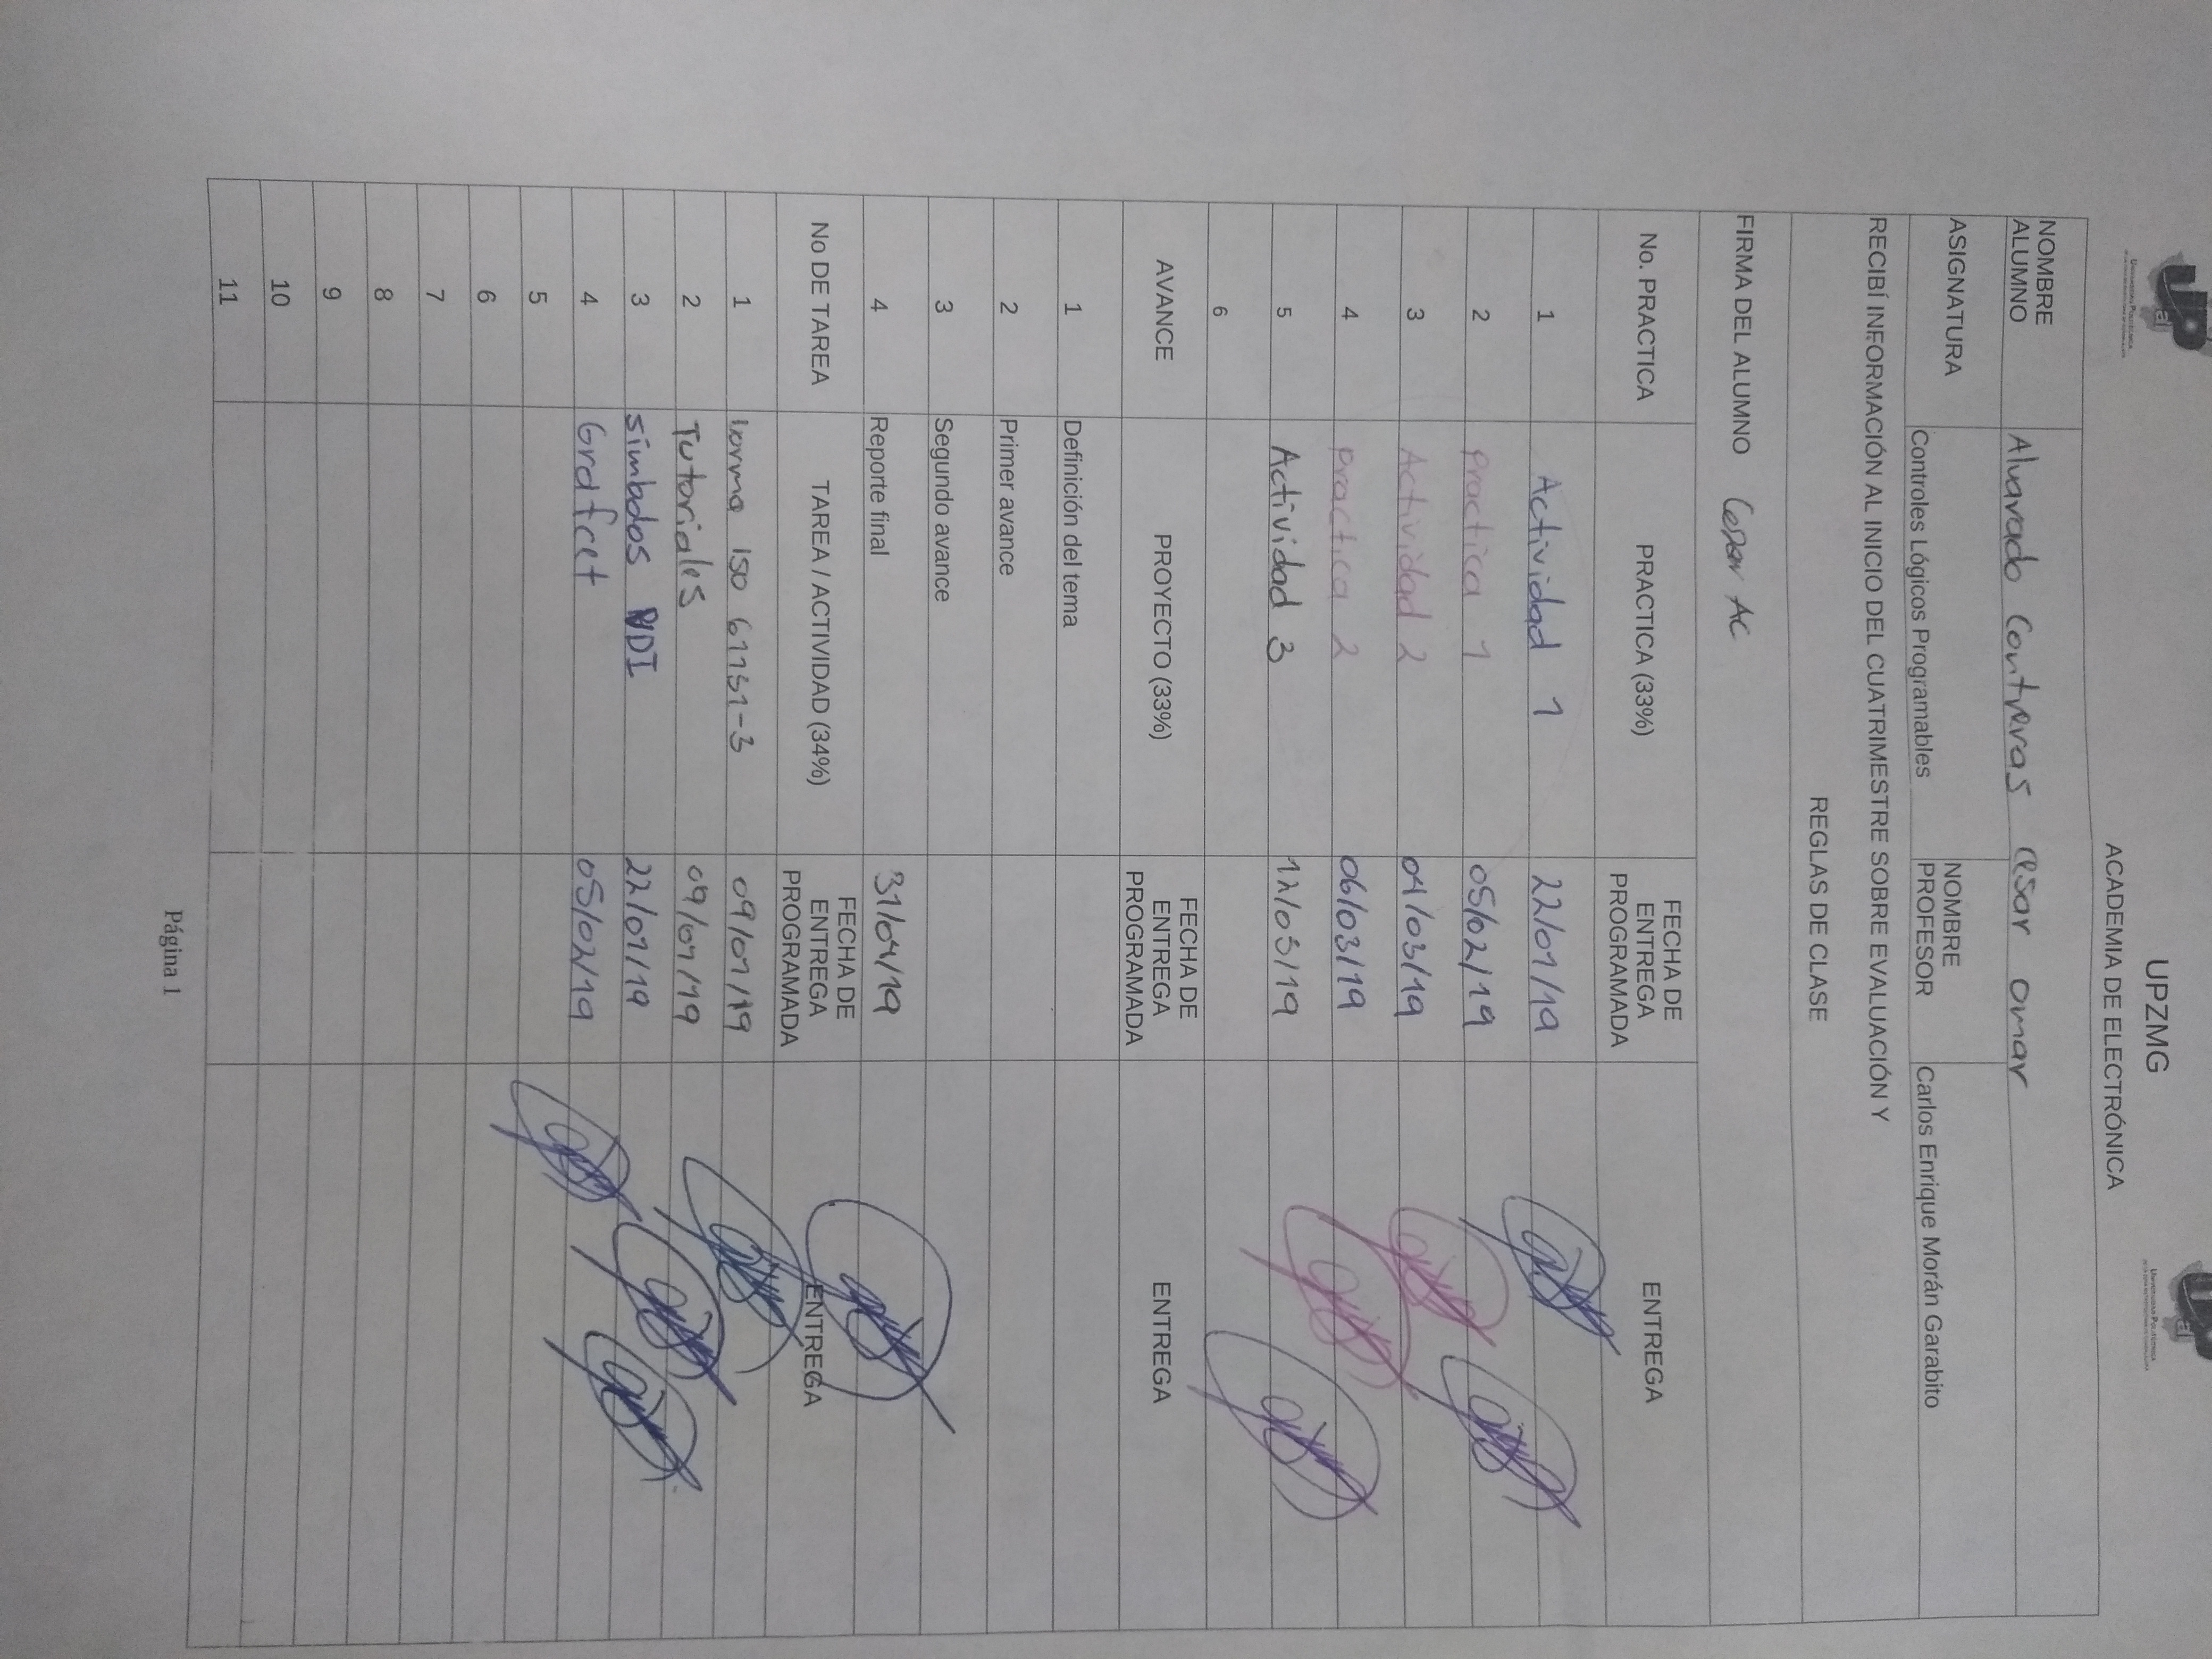 UPZMG
ACADEMIA DE ELECTRÓNICA
NOMBRE ALUMNO Alvarado Contreras Cesar Omar
ASIGNATURA Controles Lógicos Programables NOMBRE PROFESOR Carlos Enrique Morán Garabito
RECIBÍ INFORMACIÓN AL INICIO DEL CUATRIMESTRE SOBRE EVALUACIÓN Y
REGLAS DE CLASE
FIRMA DEL ALUMNO Cesar AC
No. PRACTICA PRACTICA (33%) FECHA DE ENTREGA PROGRAMADA ENTREGA
1 Actividad 1 22/01/19
2 Practica 1 05/02/19
3 Actividad 2 04/03/19
4 Practica 2 06/03/19
5 Actividad 3 12/03/19
6
AVANCE PROYECTO (33%) FECHA DE ENTREGA PROGRAMADA ENTREGA
1 Definición del tema
2 Primer avance
3 Segundo avance
4 Reporte final 31/04/19
No DE TAREA TAREA / ACTIVIDAD (34%) FECHA DE ENTREGA PROGRAMADA ENTREGA
1 ISO 61131-3 09/01/19
2 Tutoriales 09/01/19
3 22/01/19
4 Grafcet 05/02/19
5
6
7
8
9
10
11
Página 1